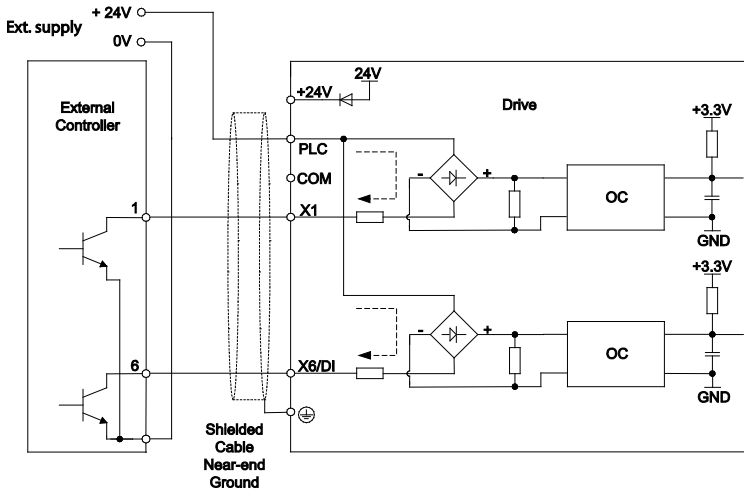 + 24V
Ext. supply
0V
External
Controller
1
6
Shielded
Cable
Near-end
Ground
24V
+24V
Drive
PLC
COM
X1
X6/DI
-
+
OC
+3.3V
GND
-
+
OC
+3.3V
GND